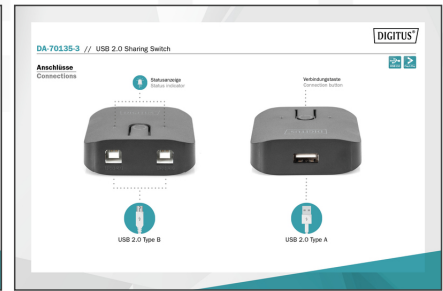 DIGITUS®
DA-70135-3 // USB 2.0 Sharing Switch
Anschlüsse
Connections
Statusanzeige
Status indicator
Verbindungstaste
Connection button
USB 2.0 Type B
USB 2.0 Type A